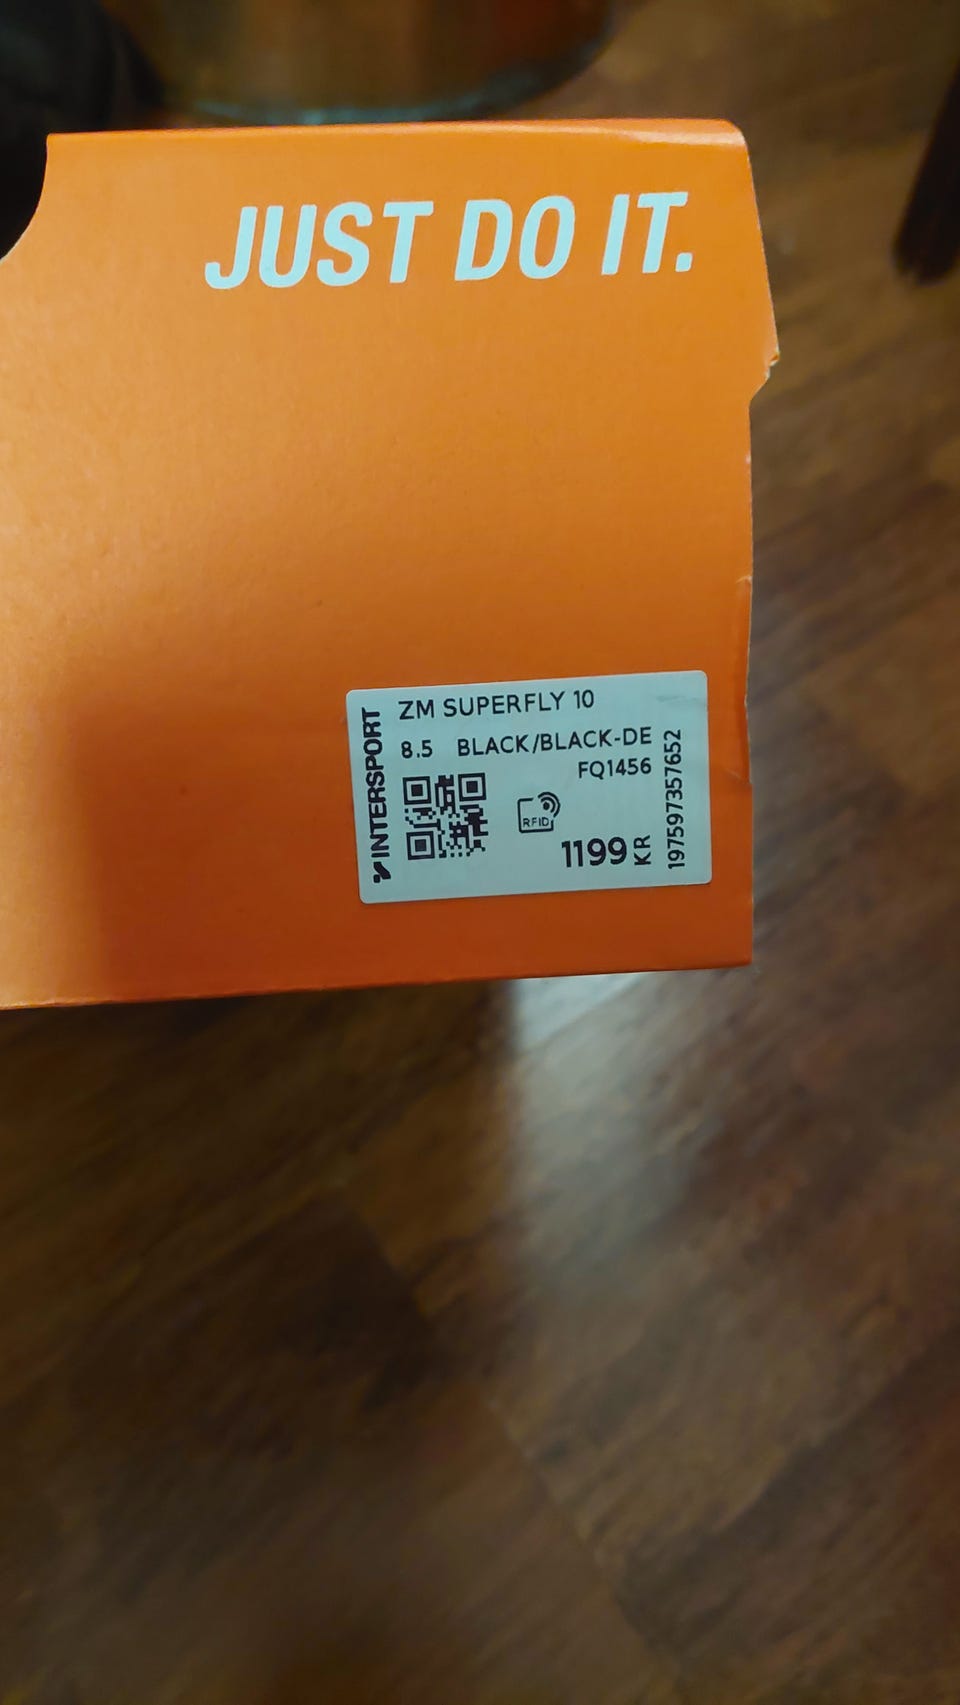 JUST DO IT.
INTERSPORT
ZM SUPERFLY 10
8.5 BLACK/BLACK-DE
FQ1456
RFID
1199 KR
197597357652